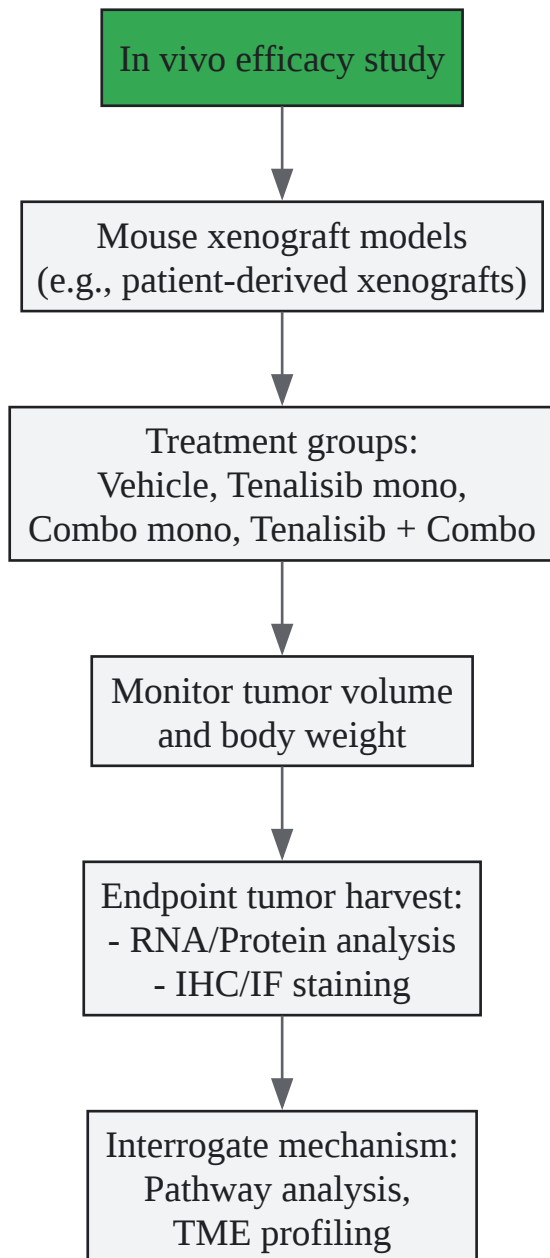 In vivo efficacy study
Mouse xenograft models
(e.g., patient-derived xenografts)
Treatment groups:
Vehicle, Tenalisib mono,
Combo mono, Tenalisib + Combo
Monitor tumor volume
and body weight
Endpoint tumor harvest:
- RNA/Protein analysis
- IHC/IF staining
Interrogate mechanism:
Pathway analysis,
TME profiling